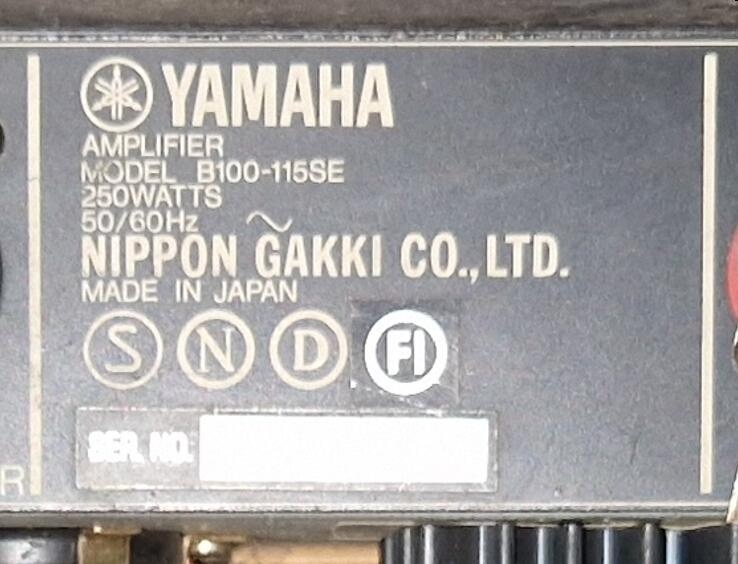 YAMAHA
AMPLIFIER
MODEL B100-115SE
250WATTS
50/60Hz ~
NIPPON GAKKI CO., LTD.
MADE IN JAPAN
S N D FI
SER. NO.
R